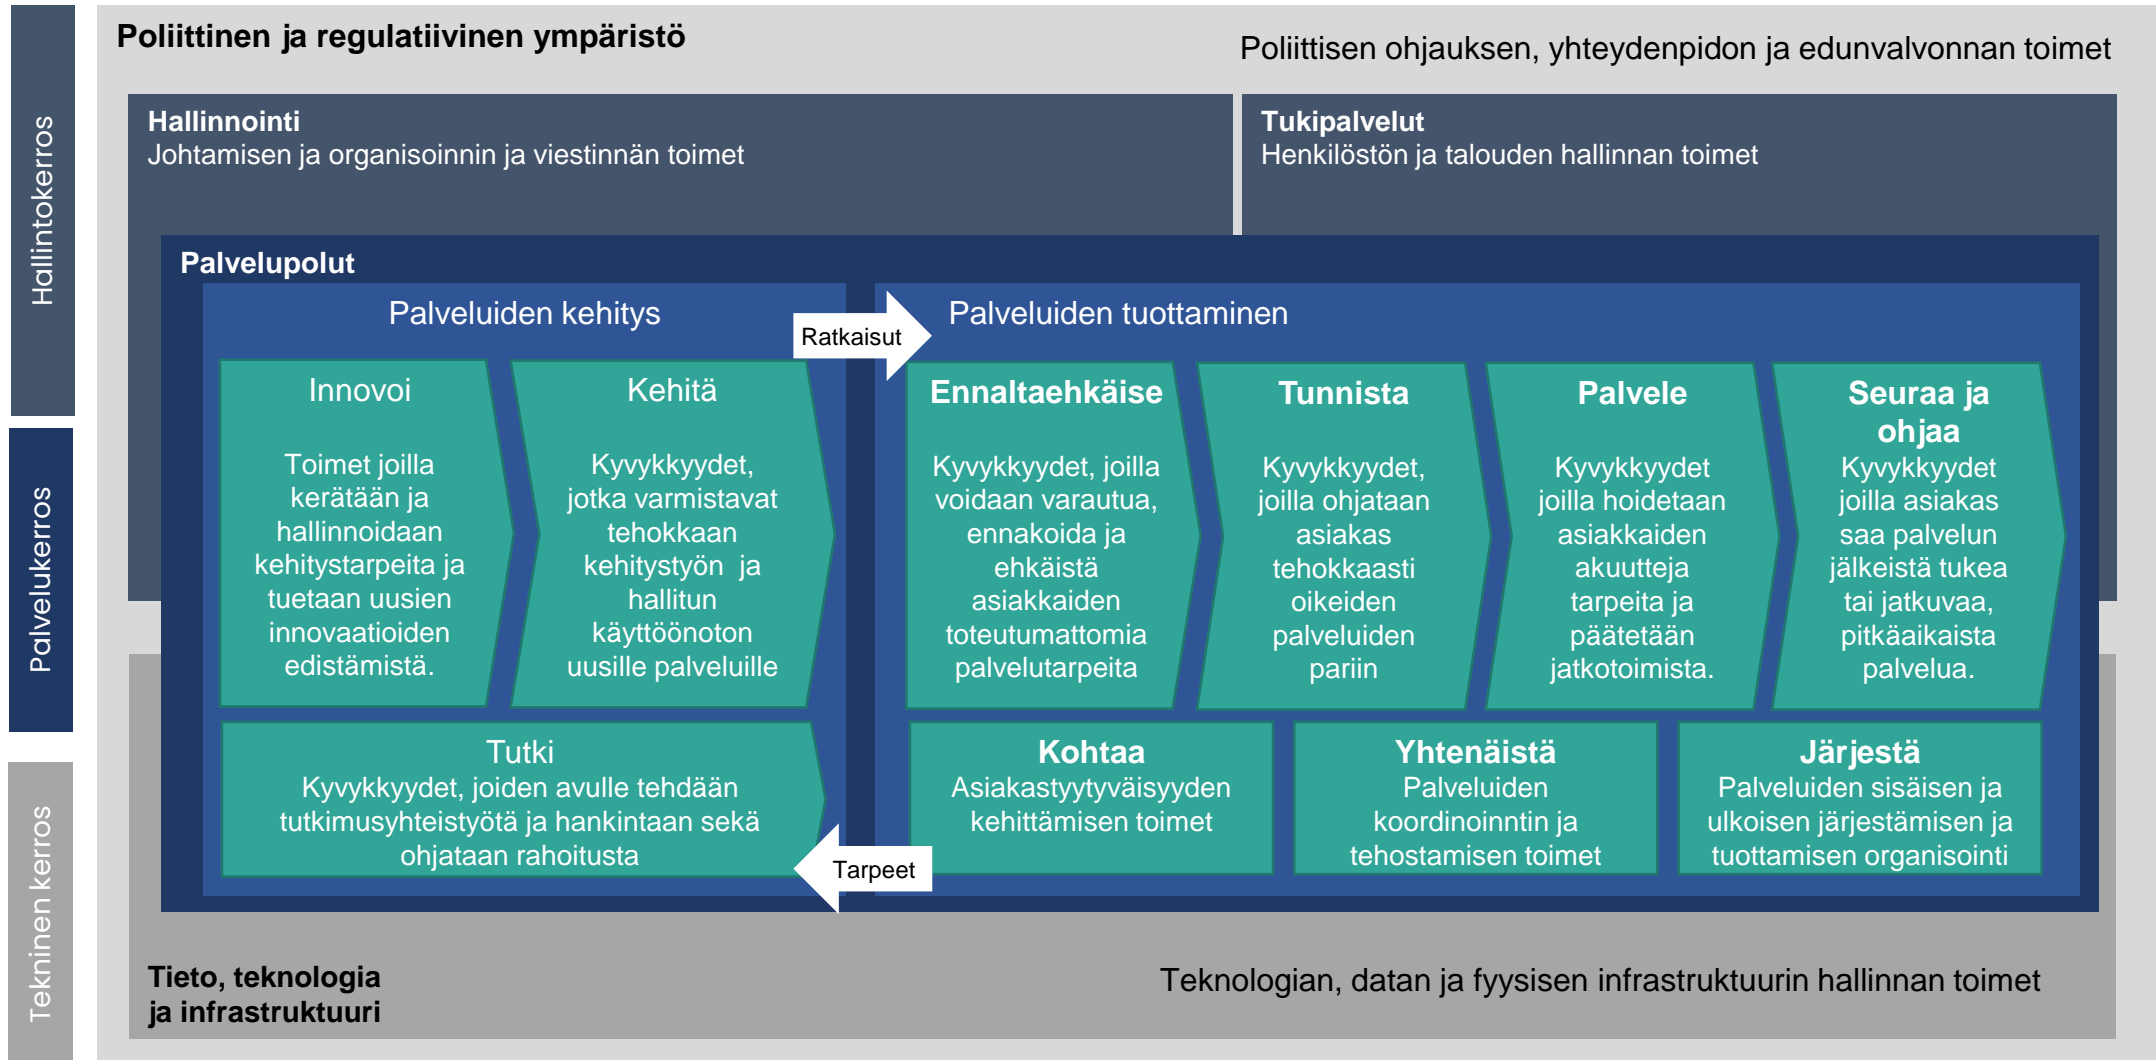 Hallintokerros
Palvelukerros
Tekninen kerros
Poliittinen ja regulatiivinen ympäristö
Poliittisen ohjauksen, yhteydenpidon ja edunvalvonnan toimet
Hallinnointi
Johtamisen ja organisoinnin ja viestinnän toimet
Tukipalvelut
Henkilöstön ja talouden hallinnan toimet
Palvelupolut
Palveluiden kehitys
Ratkaisut
Palveluiden tuottaminen
Innovoi
Toimet joilla
kerätään ja
hallinnoidaan
kehitystarpeita ja
tuetaan uusien
innovaatioiden
edistämistä.
Kehitä
Kyvykkyydet,
jotka varmistavat
tehokkaan
kehitystyön ja
hallitun
käyttöönoton
uusille palveluille
Ennaltaehkäise
Kyvykkyydet, joilla
voidaan varautua,
ennakoida ja
ehkäistä
asiakkaiden
toteutumattomia
palvelutarpeita
Tunnista
Kyvykkyydet,
joilla ohjataan
asiakas
tehokkaasti
oikeiden
palveluiden
pariin
Palvele
Kyvykkyydet
joilla hoidetaan
asiakkaiden
akuutteja
tarpeita ja
päätetään
jatkotoimista.
Seuraa ja
ohjaa
Kyvykkyydet
joilla asiakas
saa palvelun
jälkeistä tukea
tai jatkuvaa,
pitkäaikaista
palvelua.
Tutki
Kyvykkyydet, joiden avulle tehdään
tutkimusyhteistyötä ja hankintaan sekä
ohjataan rahoitusta
Tarpeet
Kohtaa
Asiakastyytyväisyyden
kehittämisen toimet
Yhtenäistä
Palveluiden
koordinoinntin ja
tehostamisen toimet
Järjestä
Palveluiden sisäisen ja
ulkoisen järjestämisen ja
tuottamisen organisointi
Tieto, teknologia
ja infrastruktuuri
Teknologian, datan ja fyysisen infrastruktuurin hallinnan toimet